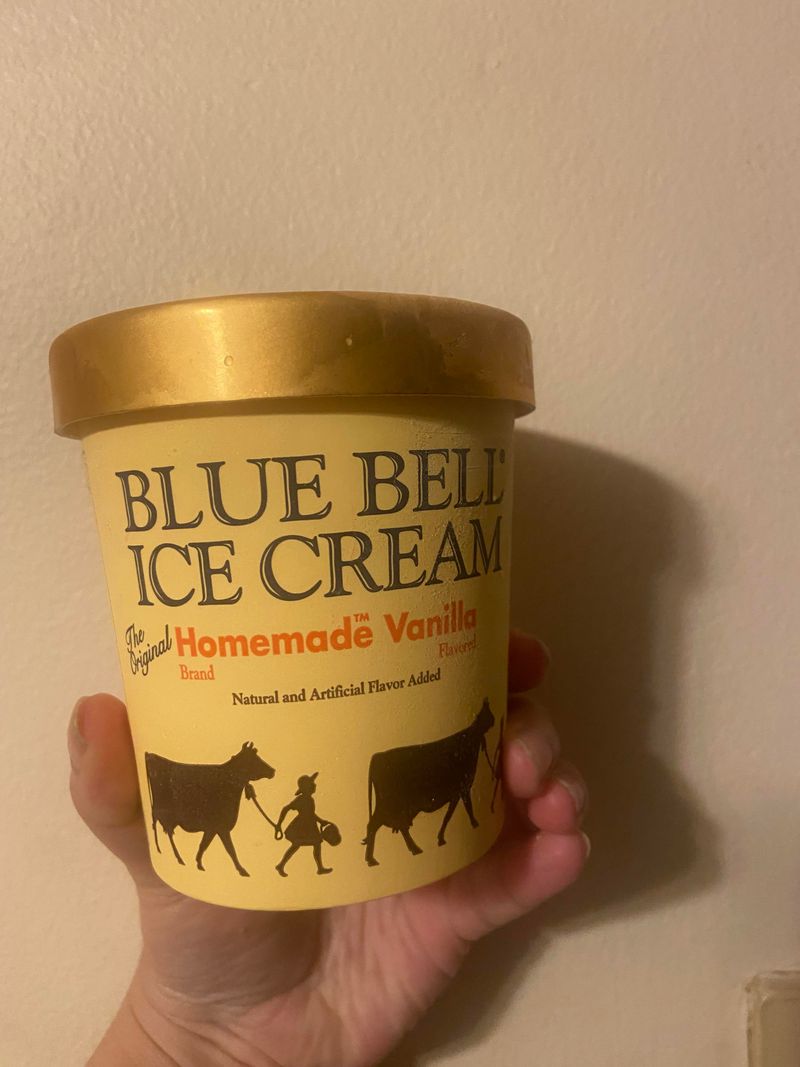 BLUE BELL®
ICE CREAM
The Original Homemade™ Vanilla
Brand Flavored
Natural and Artificial Flavor Added